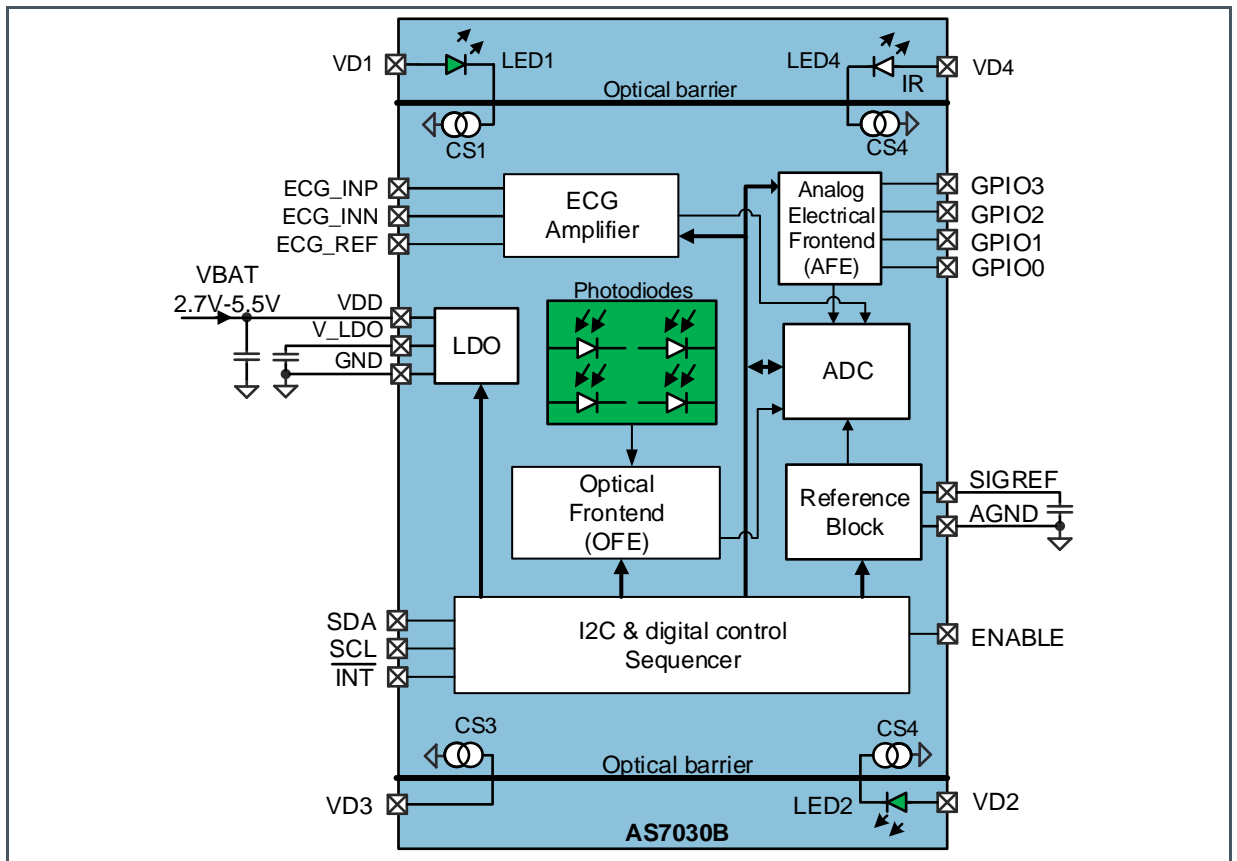 VD1
LED1
LED4
IR
VD4
Optical barrier
CS1
CS4
ECG_INP
ECG_INN
ECG_REF
ECG
Amplifier
Analog
Electrical
Frontend
(AFE)
GPIO3
GPIO2
GPIO1
GPIO0
VBAT
2.7V-5.5V
VDD
V_LDO
GND
LDO
Photodiodes
ADC
Optical
Frontend
(OFE)
Reference
Block
SIGREF
AGND
SDA
SCL
INT
I2C & digital control
Sequencer
ENABLE
CS3
CS4
Optical barrier
VD3
LED2
VD2
AS7030B